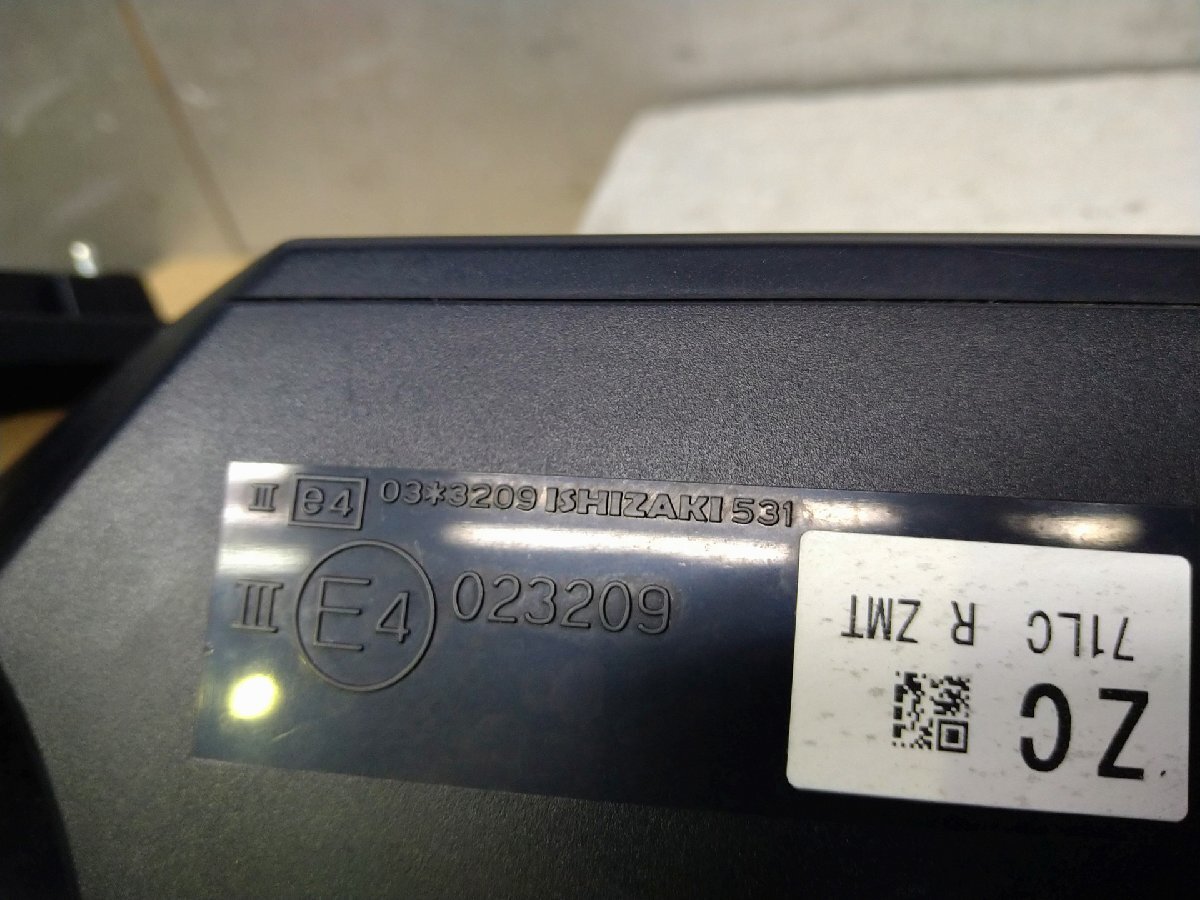 III e4 03*3209 ISHIZAKI 531
III E4 023209
71LC R ZMT
ZC